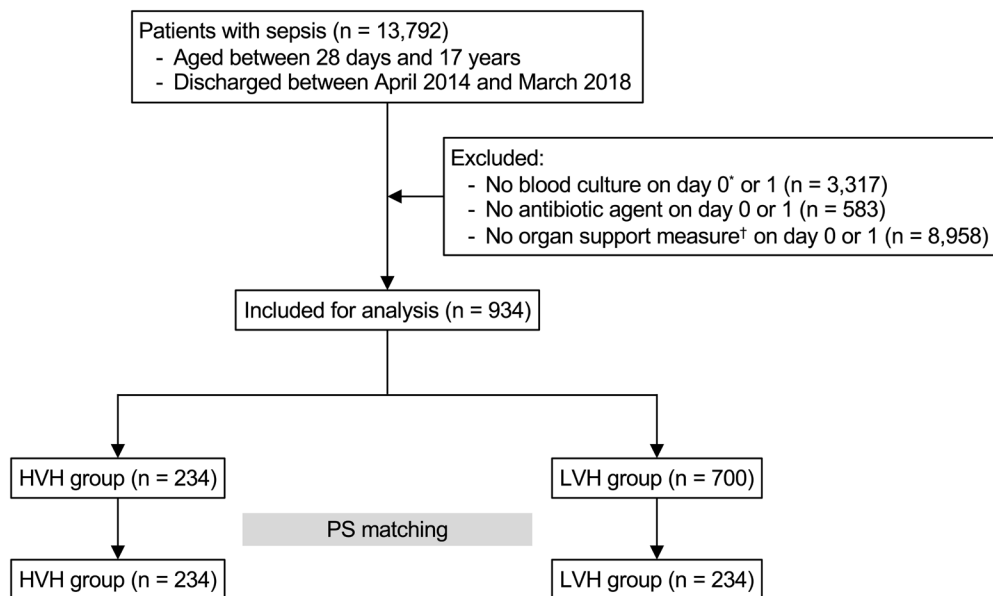 Patients with sepsis (n = 13,792)
- Aged between 28 days and 17 years
- Discharged between April 2014 and March 2018
Excluded:
- No blood culture on day 0* or 1 (n = 3,317)
- No antibiotic agent on day 0 or 1 (n = 583)
- No organ support measure† on day 0 or 1 (n = 8,958)
Included for analysis (n = 934)
HVH group (n = 234)
LVH group (n = 700)
PS matching
HVH group (n = 234)
LVH group (n = 234)